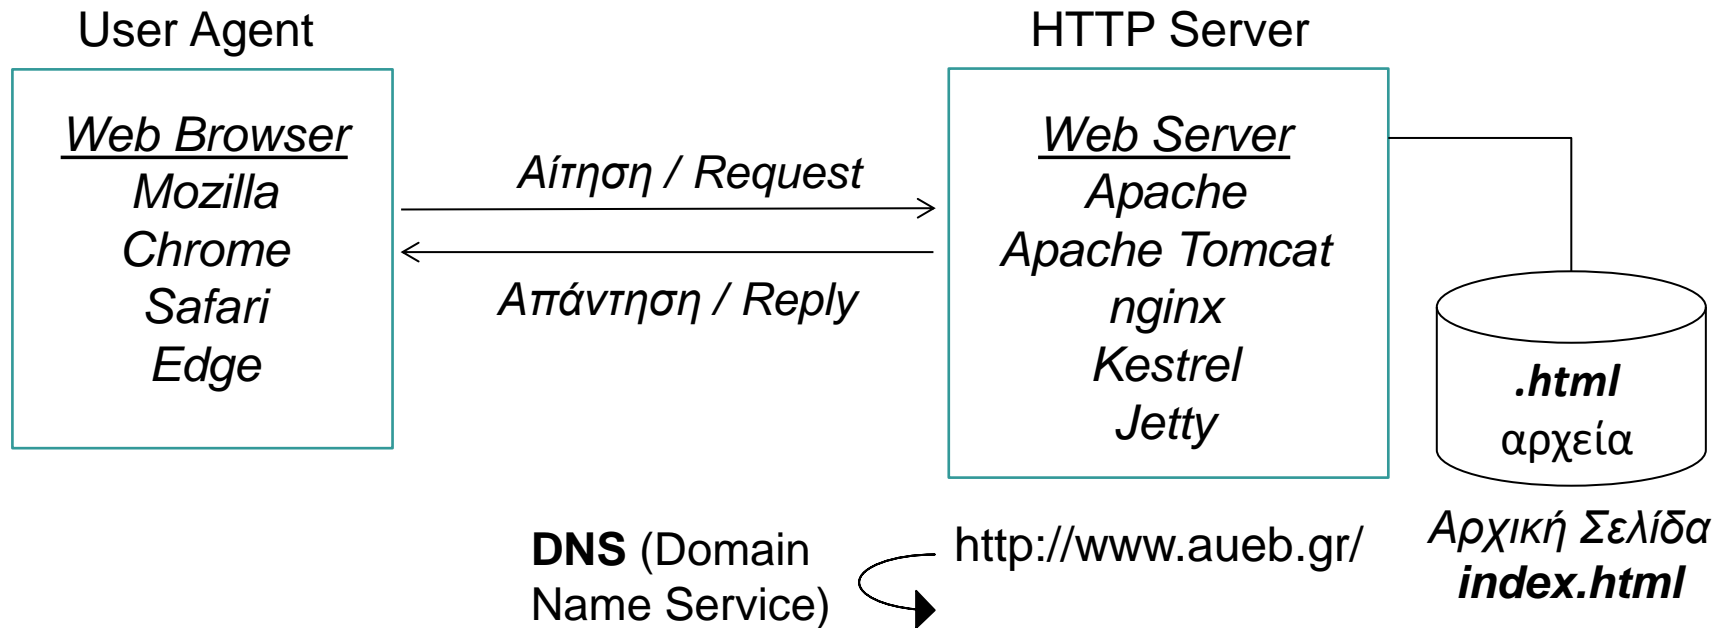 User Agent
Web Browser
Mozilla
Chrome
Safari
Edge
Αίτηση / Request
Απάντηση / Reply
HTTP Server
Web Server
Apache
Apache Tomcat
nginx
Kestrel
Jetty
.html
αρχεία
Αρχική Σελίδα
index.html
DNS (Domain
Name Service)
http://www.aueb.gr/